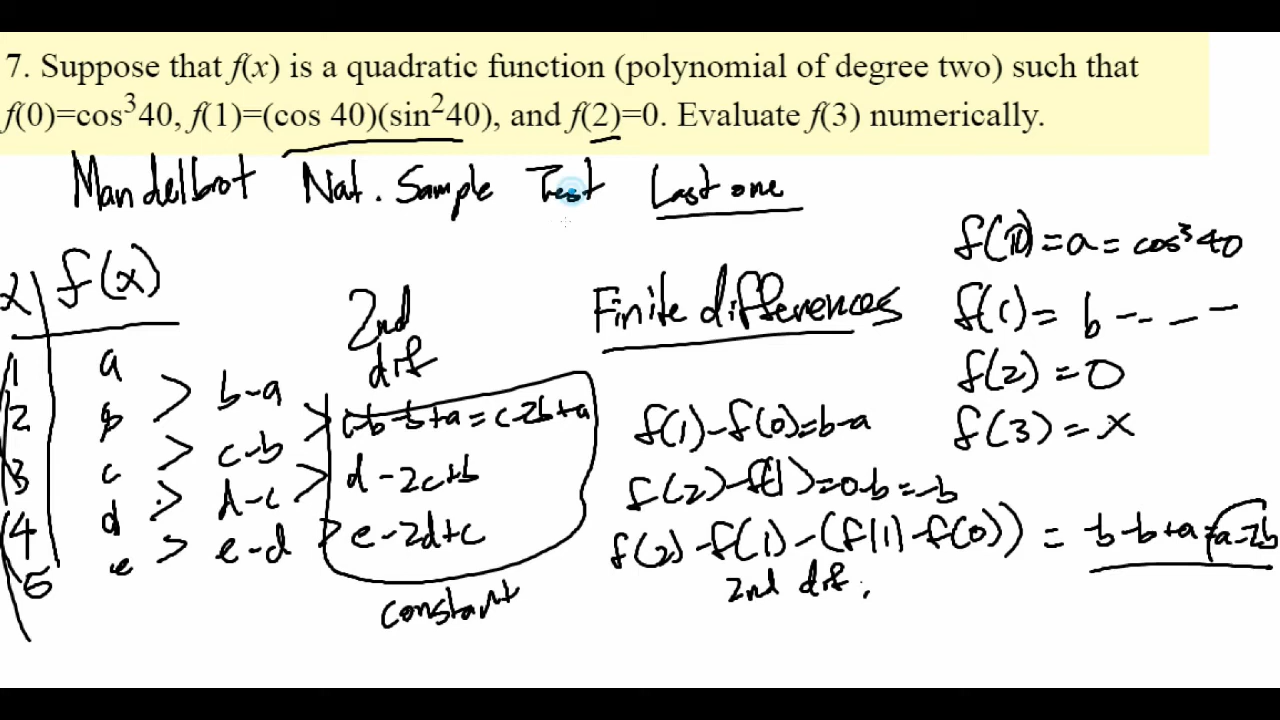 7. Suppose that f(x) is a quadratic function (polynomial of degree two) such that
f(0)=cos³40, f(1)=(cos 40)(sin²40), and f(2)=0. Evaluate f(3) numerically.
Mandelbrot Nat. Sample Test Last one
x f(x)
2nd dif
Finite differences
1 a
2 b
3 c
4 d
5 e
> b-a
> c-b
> d-c
> e-d
> c-b-b+a = c-2b+a
> d-2c+b
> e-2d+c
constant
f(0) = a = cos³40
f(1) = b - - -
f(2) = 0
f(3) = x
f(1)-f(0)=b-a
f(2)-f(1)=0-b=-b
f(2)-f(1)-(f(1)-f(0)) = -b-b+a=a-2b
2nd dif.